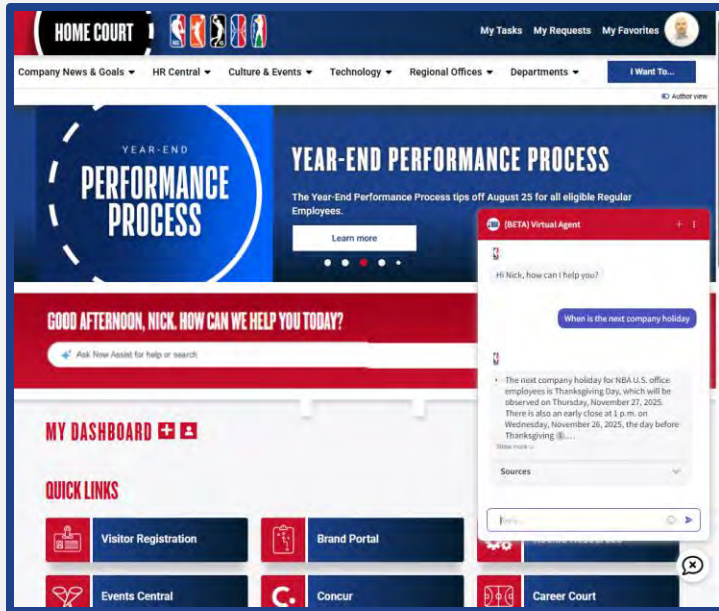 HOME COURT
My Tasks My Requests My Favorites
Company News & Goals HR Central Culture & Events Technology Regional Offices Departments I Want To...
Author view
YEAR-END
PERFORMANCE
PROCESS
YEAR-END PERFORMANCE PROCESS
The Year-End Performance Process tips off August 25 for all eligible Regular
Employees.
Learn more
(BETA) Virtual Agent
Hi Nick, how can I help you?
When is the next company holiday
GOOD AFTERNOON, NICK. HOW CAN WE HELP YOU TODAY?
Ask Now Assist for help or search
The next company holiday for NBA U.S. office
employees is Thanksgiving Day, which will be
observed on Thursday, November 27, 2025.
There is also an early close at 1 p.m. on
Wednesday, November 26, 2025, the day before
Thanksgiving
Show more
Sources
MY DASHBOARD
QUICK LINKS
Visitor Registration
Brand Portal
Events Central
Concur
Career Court